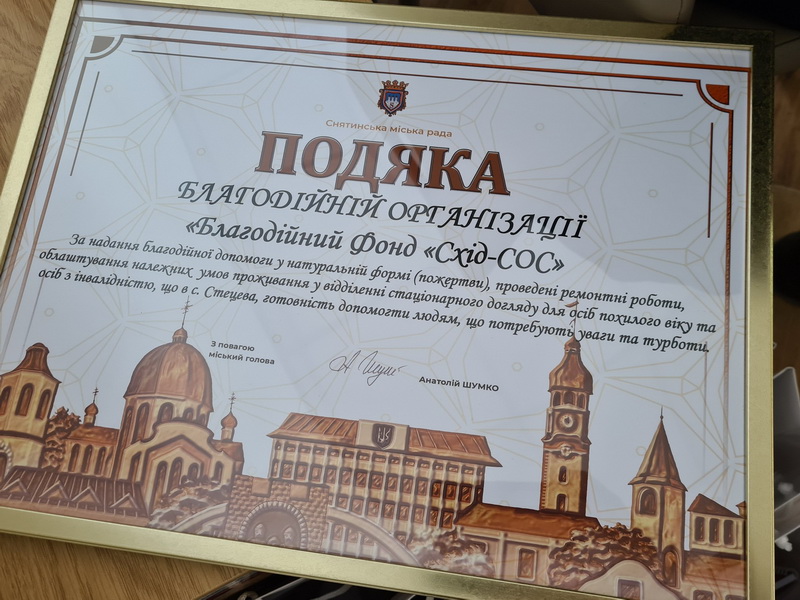 Снятинська міська рада
ПОДЯКА
БЛАГОДІЙНІЙ ОРГАНІЗАЦІЇ
«Благодійний Фонд «Схід-СОС»
За надання благодійної допомоги у натуральній формі (пожертви), проведені ремонтні роботи,
облаштування належних умов проживання у відділенні стаціонарного догляду для осіб похилого віку та
осіб з інвалідністю, що в с. Стецева, готовність допомогти людям, що потребують уваги та турботи.
З повагою
міський голова
Анатолій ШУМКО